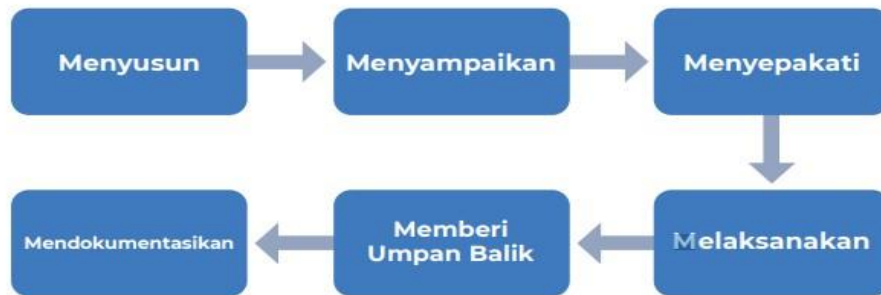 Menyusun
Menyampaikan
Menyepakati
Melaksanakan
Memberi
Umpan Balik
Mendokumentasikan